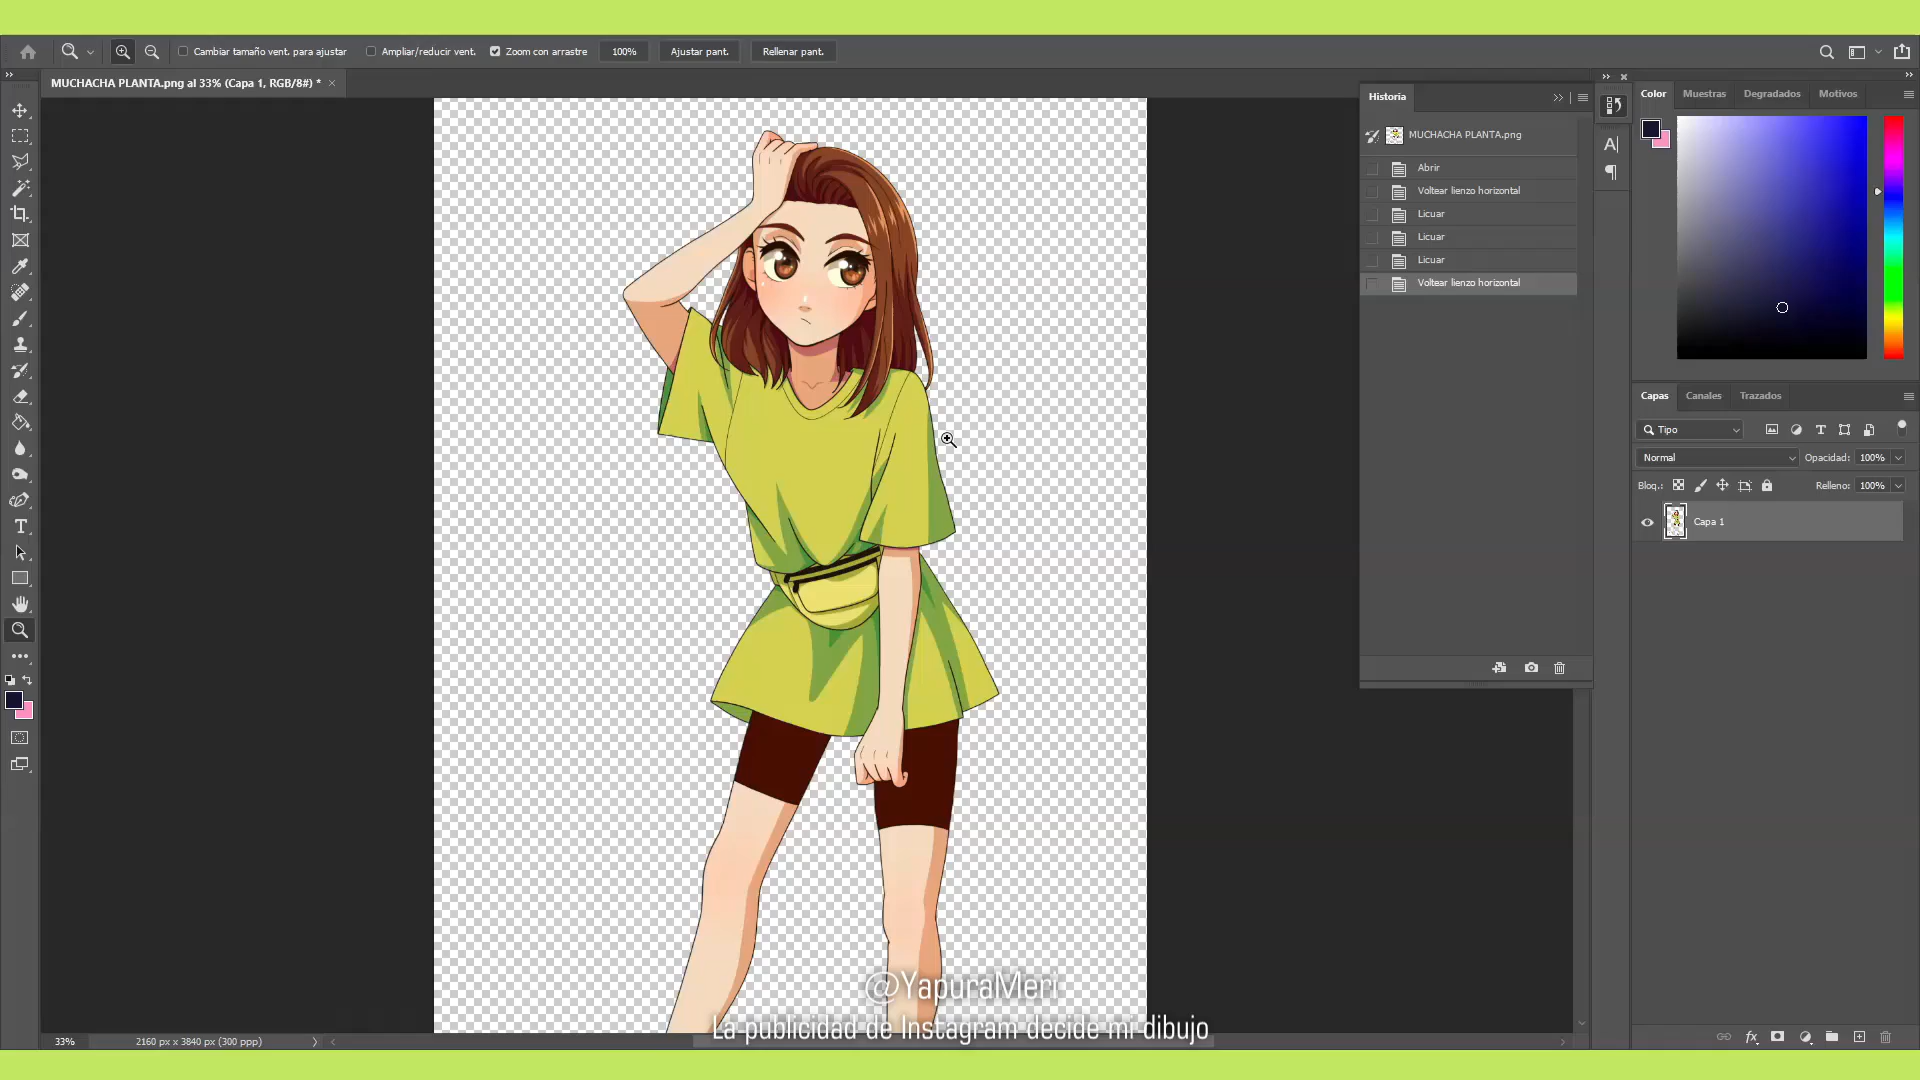 Cambiar tamaño vent. para ajustar
Ampliar/reducir vent.
Zoom con arrastre
100%
Ajustar pant.
Rellenar pant.
MUCHACHA PLANTA.png al 33% (Capa 1, RGB/8#) *
Historia
MUCHACHA PLANTA.png
Abrir
Voltear lienzo horizontal
Licuar
Licuar
Licuar
Voltear lienzo horizontal
Color
Muestras
Degradados
Motivos
Capas
Canales
Trazados
Tipo
Normal
Opacidad: 100%
Bloq.:
Relleno: 100%
Capa 1
@YapuraMeri
La publicidad de Instagram decide mi dibujo
33%
2160 px x 3840 px (300 ppp)